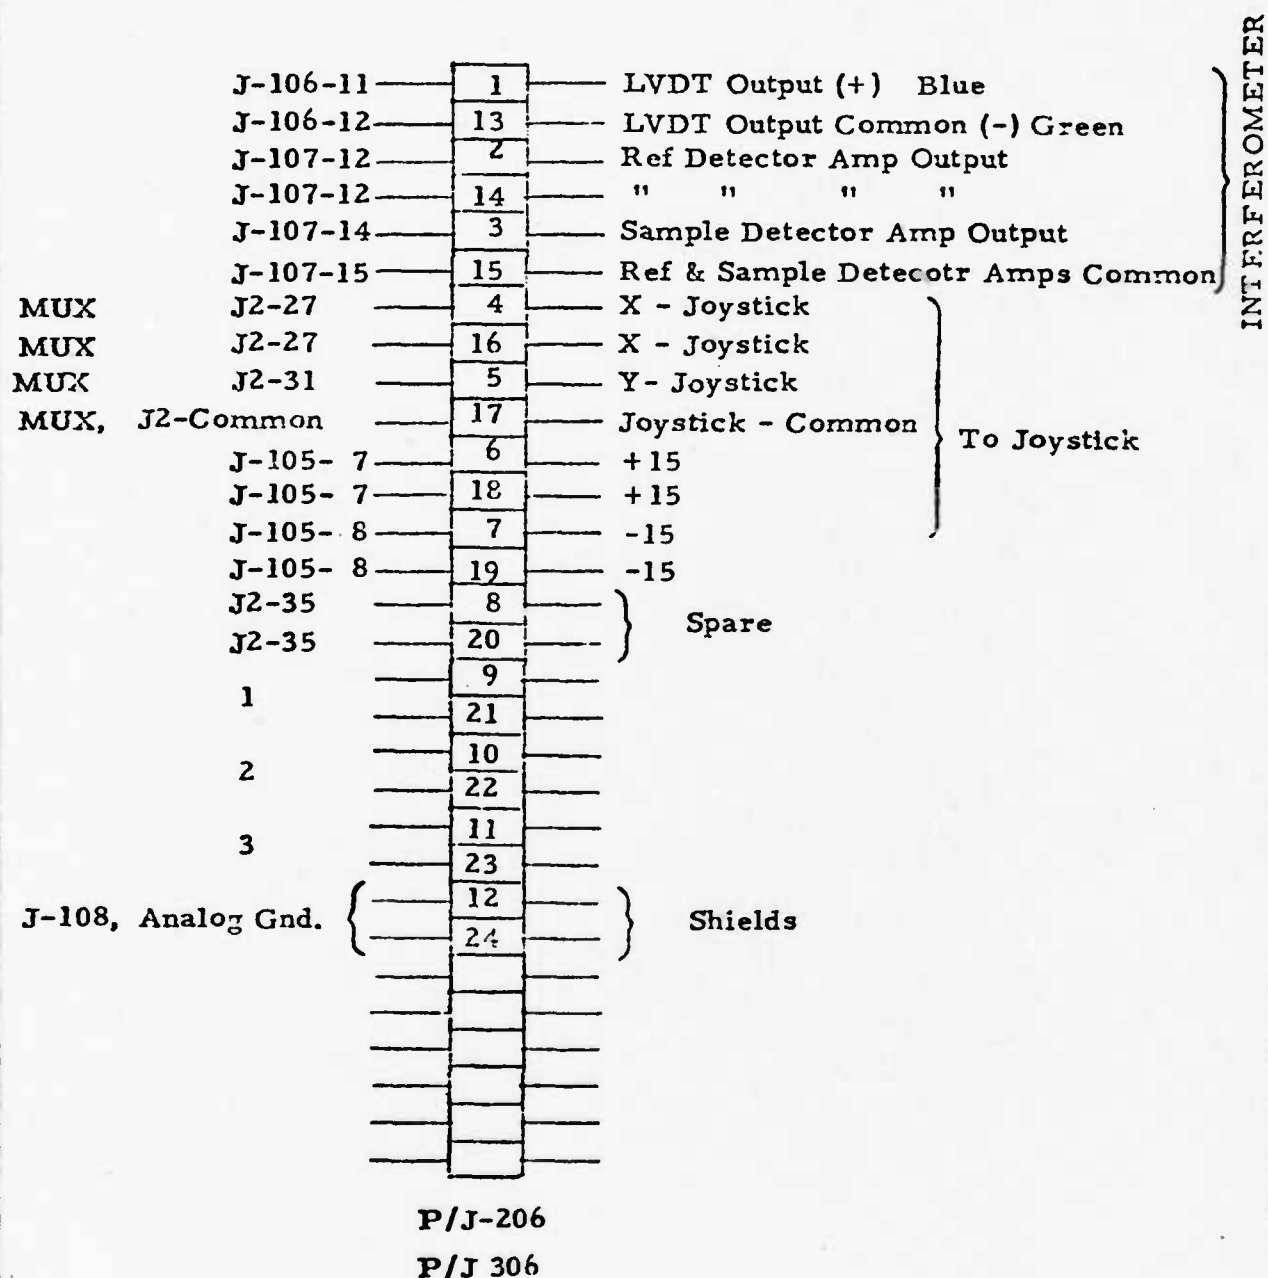 INTERFEROMETER
J-106-11 1 LVDT Output (+) Blue
J-106-12 13 LVDT Output Common (-) Green
J-107-12 2 Ref Detector Amp Output
J-107-12 14 " " " "
J-107-14 3 Sample Detector Amp Output
J-107-15 15 Ref & Sample Detecotr Amps Common
MUX J2-27 4 X - Joystick
MUX J2-27 16 X - Joystick
MUX J2-31 5 Y- Joystick
MUX, J2-Common 17 Joystick - Common
To Joystick
J-105- 7 6 +15
J-105- 7 18 +15
J-105- 8 7 -15
J-105- 8 19 -15
J2-35 8
Spare
J2-35 20
9
1
21
10
2
22
11
3
23
12
J-108, Analog Gnd. Shields
24
P/J-206
P/J 306